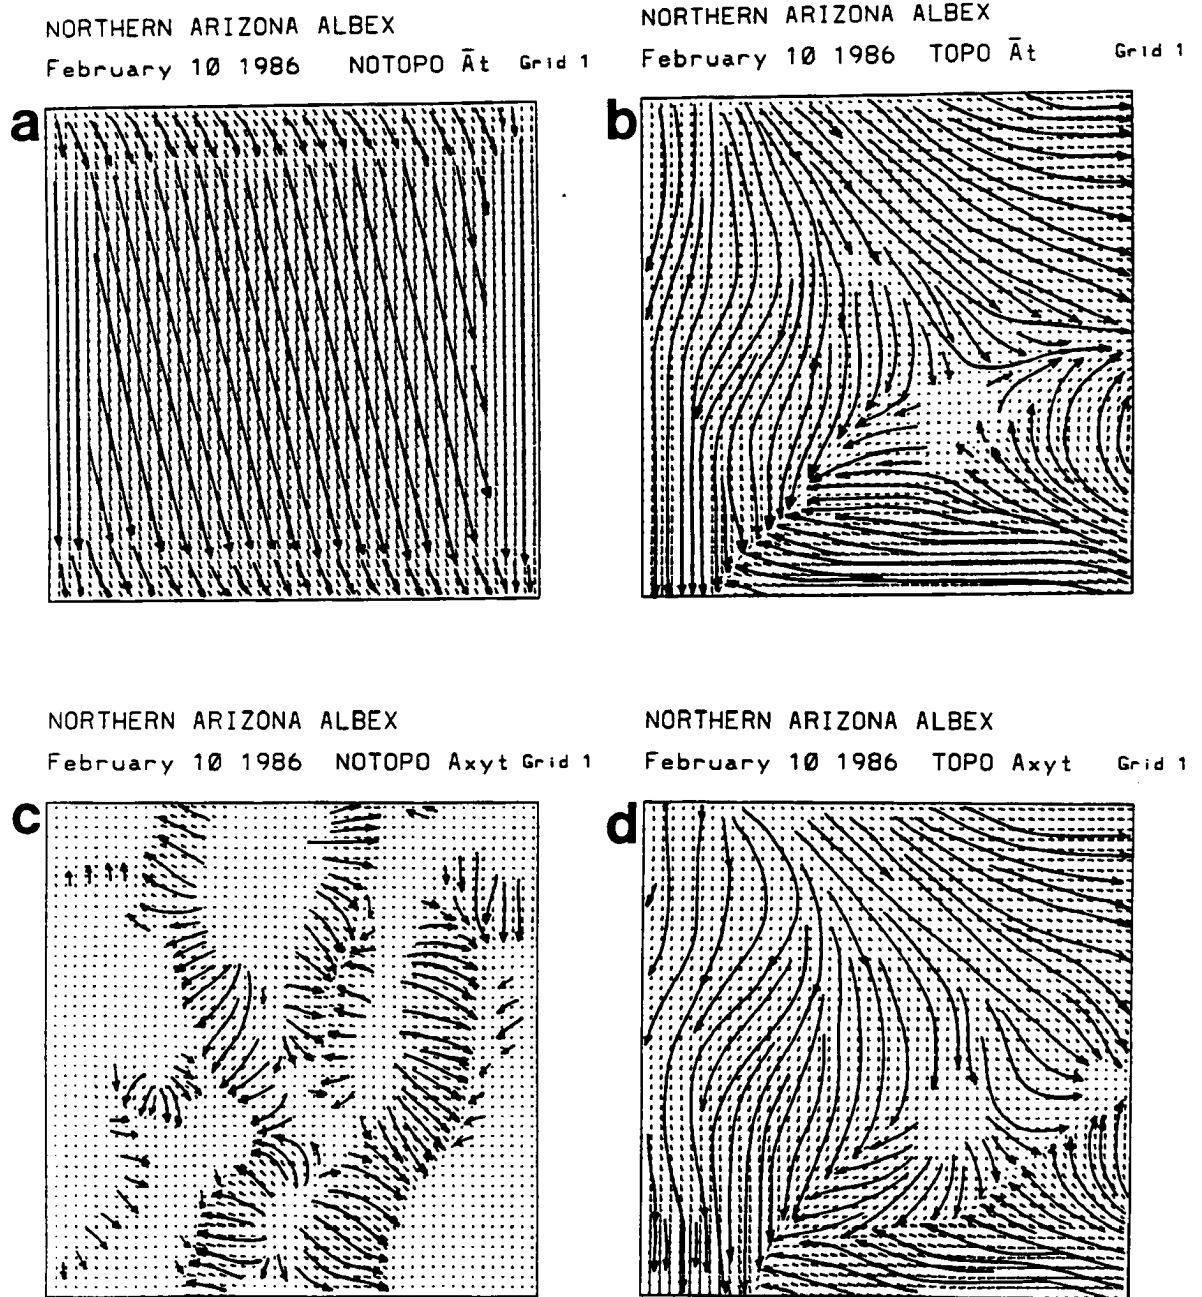 NORTHERN ARIZONA ALBEX
February 10 1986 NOTOPO Āt Grid 1
a
NORTHERN ARIZONA ALBEX
February 10 1986 TOPO Āt Grid 1
b
NORTHERN ARIZONA ALBEX
February 10 1986 NOTOPO Axyt Grid 1
c
NORTHERN ARIZONA ALBEX
February 10 1986 TOPO Axyt Grid 1
d